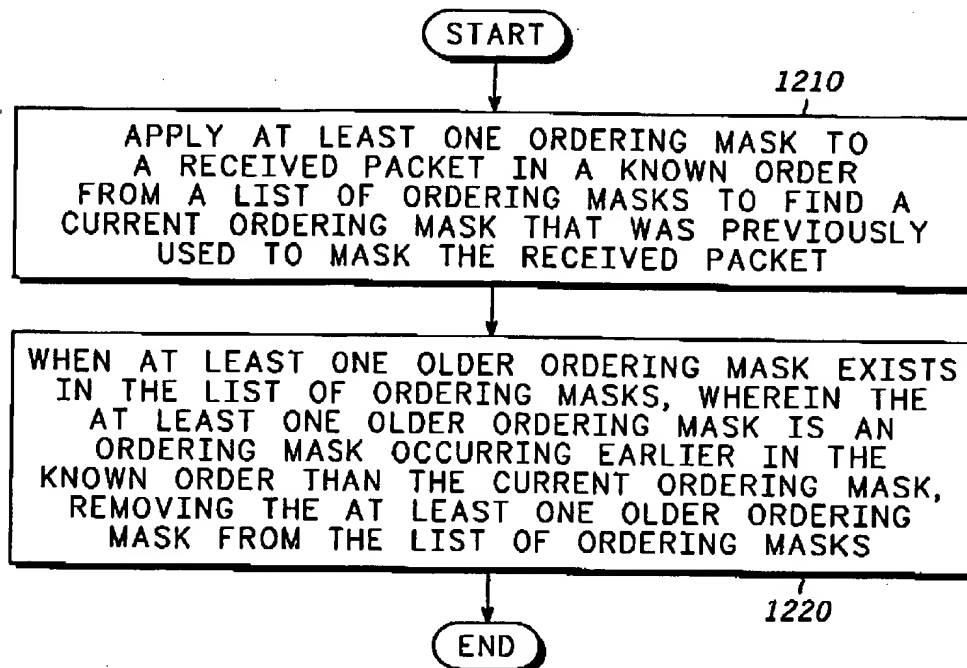 START
1210
APPLY AT LEAST ONE ORDERING MASK TO
A RECEIVED PACKET IN A KNOWN ORDER
FROM A LIST OF ORDERING MASKS TO FIND A
CURRENT ORDERING MASK THAT WAS PREVIOUSLY
USED TO MASK THE RECEIVED PACKET
WHEN AT LEAST ONE OLDER ORDERING MASK EXISTS
IN THE LIST OF ORDERING MASKS, WHEREIN THE
AT LEAST ONE OLDER ORDERING MASK IS AN
ORDERING MASK OCCURRING EARLIER IN THE
KNOWN ORDER THAN THE CURRENT ORDERING MASK,
REMOVING THE AT LEAST ONE OLDER ORDERING
MASK FROM THE LIST OF ORDERING MASKS
1220
END